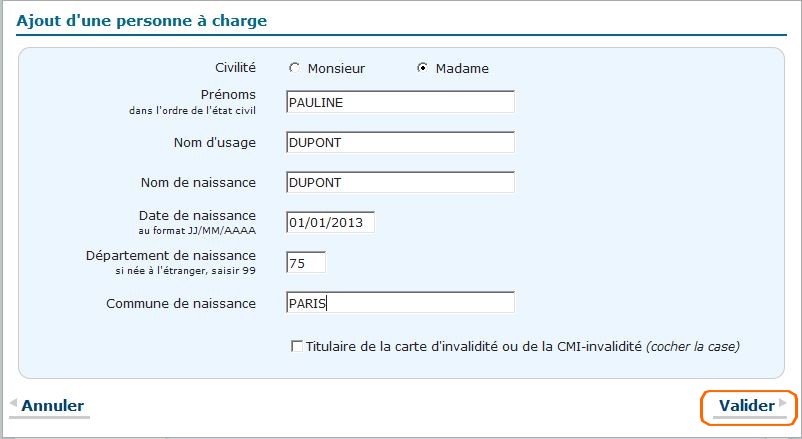 Ajout d'une personne à charge
Civilité Monsieur Madame
Prénoms PAULINE
dans l'ordre de l'état civil
Nom d'usage DUPONT
Nom de naissance DUPONT
Date de naissance 01/01/2013
au format JJ/MM/AAAA
Département de naissance 75
si née à l'étranger, saisir 99
Commune de naissance PARIS
Titulaire de la carte d'invalidité ou de la CMI-invalidité (cocher la case)
Annuler Valider